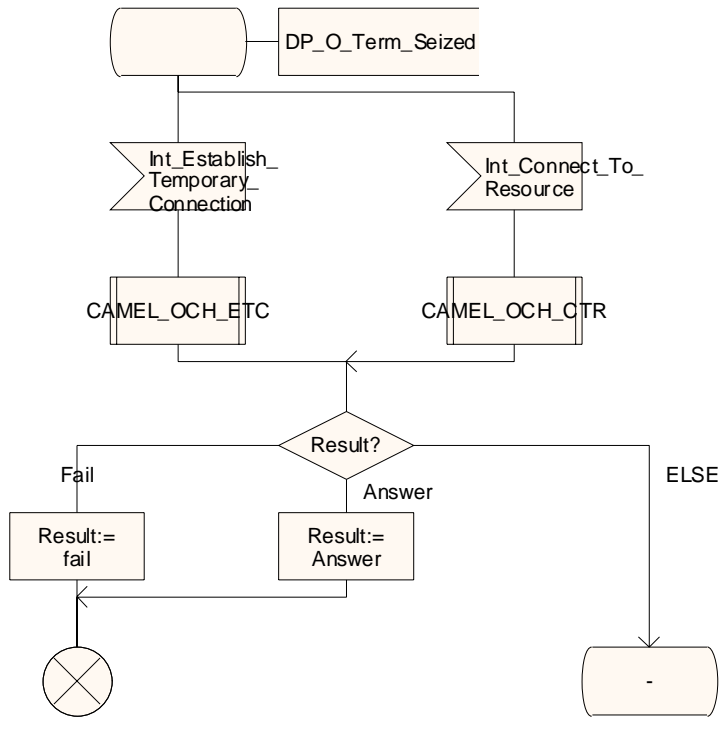 DP_O_Term_Seized
Int_Establish_
Temporary_
Connection
Int_Connect_To_
Resource
CAMEL_OCH_ETC
CAMEL_OCH_CTR
Result?
Fail
Answer
ELSE
Result:=
fail
Result:=
Answer
-